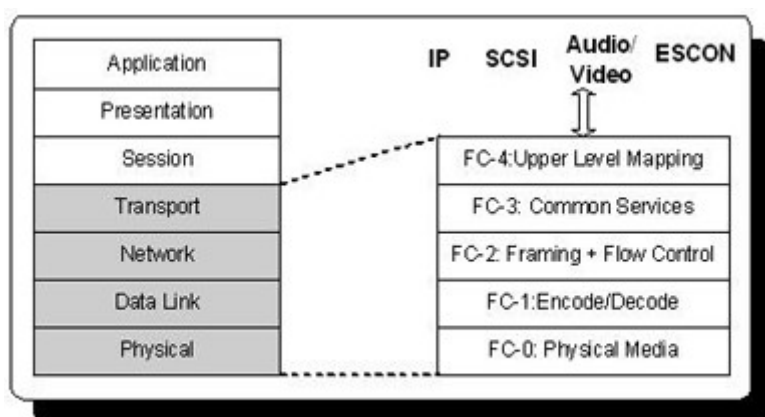 Application
Presentation
Session
Transport
Network
Data Link
Physical
IP SCSI Audio/ ESCON
Video
FC-4:Upper Level Mapping
FC-3: Common Services
FC-2: Framing + Flow Control
FC-1:Encode/Decode
FC-0: Physical Media